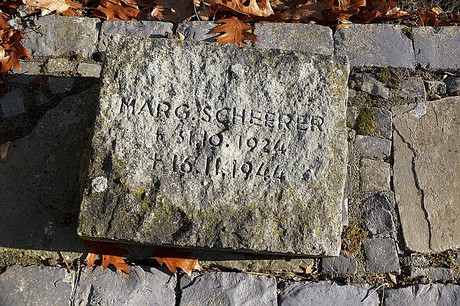 MARG. SCHEERER
* 31.10.1924
† 16.11.1944